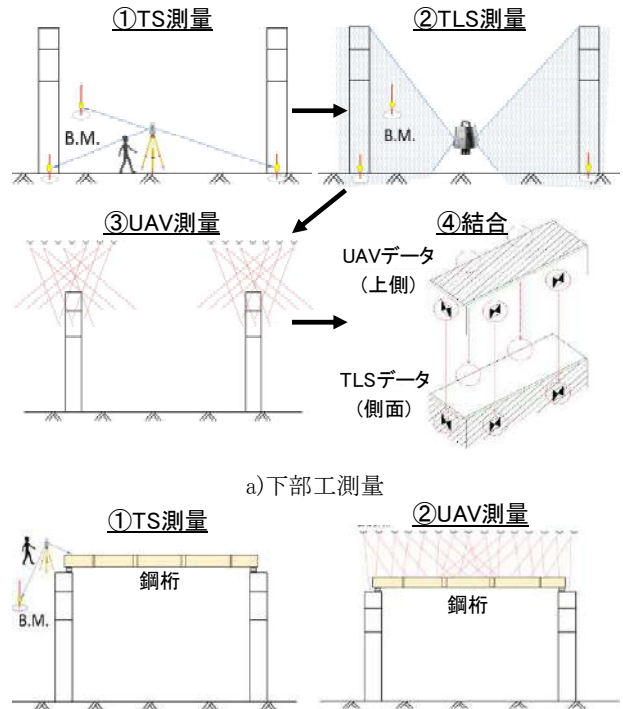 ①TS測量
②TLS測量
B.M.
B.M.
③UAV測量
④結合
UAVデータ
(上側)
TLSデータ
(側面)
a)下部工測量
①TS測量
②UAV測量
鋼桁
鋼桁
B.M.